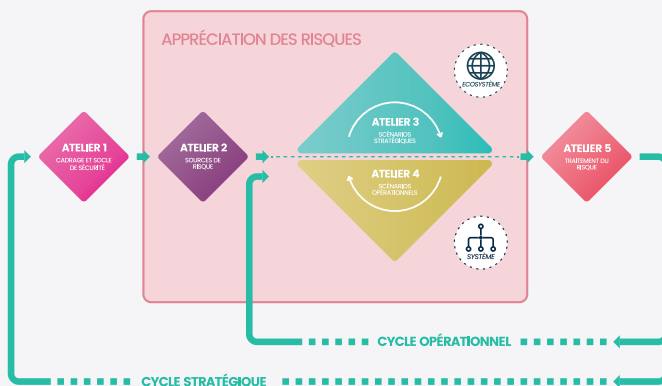 APPRÉCIATION DES RISQUES
ECOSYSTÈME
ATELIER 1
CADRAGE ET SOCLE
DE SÉCURITÉ
ATELIER 2
SOURCES DE
RISQUE
ATELIER 3
SCÉNARIOS
STRATÉGIQUES
ATELIER 4
SCÉNARIOS
OPÉRATIONNELS
ATELIER 5
TRAITEMENT DU
RISQUE
SYSTÈME
CYCLE OPÉRATIONNEL
CYCLE STRATÉGIQUE